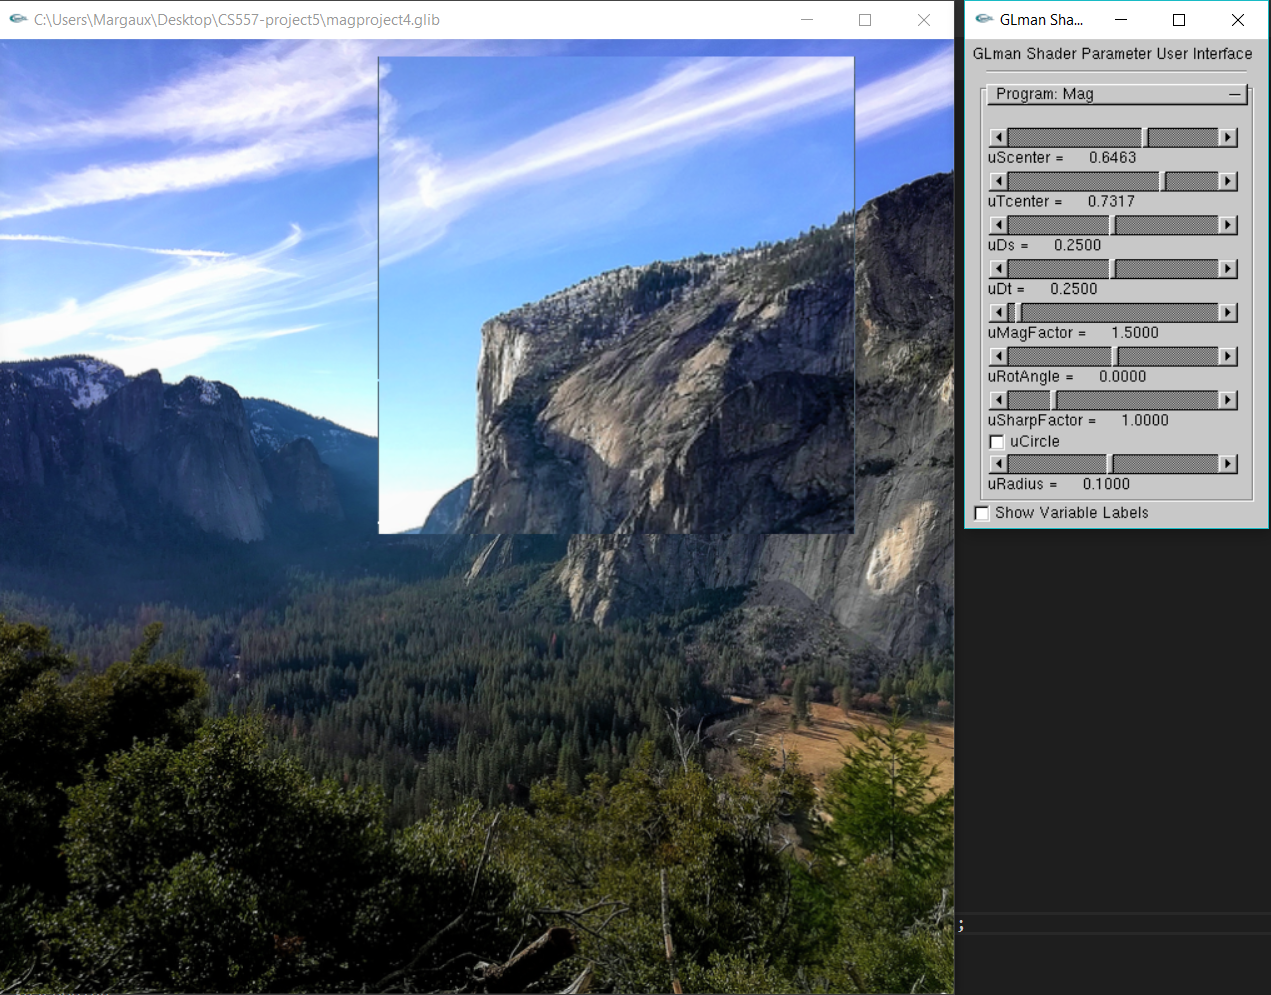 C:\Users\Margaux\Desktop\CS557-project5\magproject4.glib
GLman Sha...
GLman Shader Parameter User Interface
Program: Mag
uScenter = 0.6463
uTcenter = 0.7317
uDs = 0.2500
uDt = 0.2500
uMagFactor = 1.5000
uRotAngle = 0.0000
uSharpFactor = 1.0000
uCircle
uRadius = 0.1000
Show Variable Labels
;